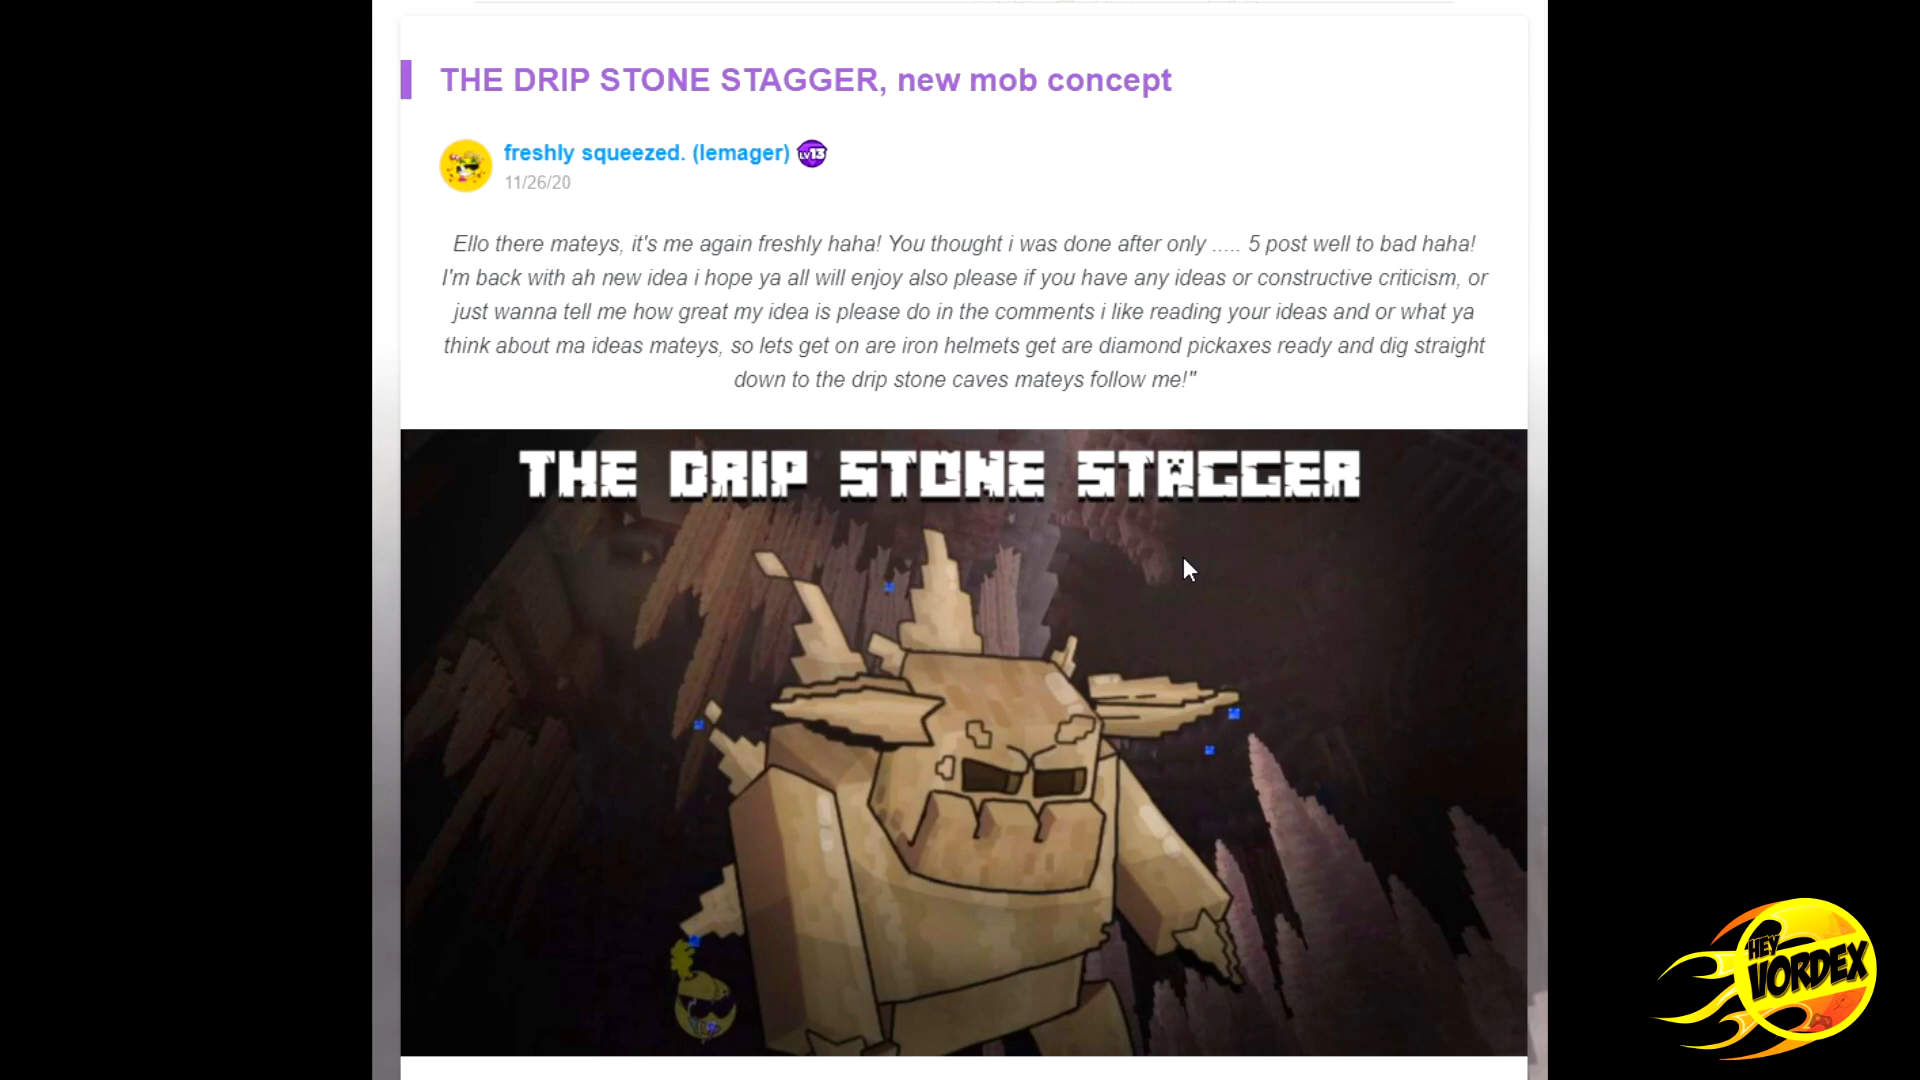 THE DRIP STONE STAGGER, new mob concept
freshly squeezed. (lemager) LV13
11/26/20
Ello there mateys, it's me again freshly haha! You thought i was done after only ..... 5 post well to bad haha!
I'm back with ah new idea i hope ya all will enjoy also please if you have any ideas or constructive criticism, or
just wanna tell me how great my idea is please do in the comments i like reading your ideas and or what ya
think about ma ideas mateys, so lets get on are iron helmets get are diamond pickaxes ready and dig straight
down to the drip stone caves mateys follow me!"
THE DRIP STONE STAGGER
HEY
VORDEX